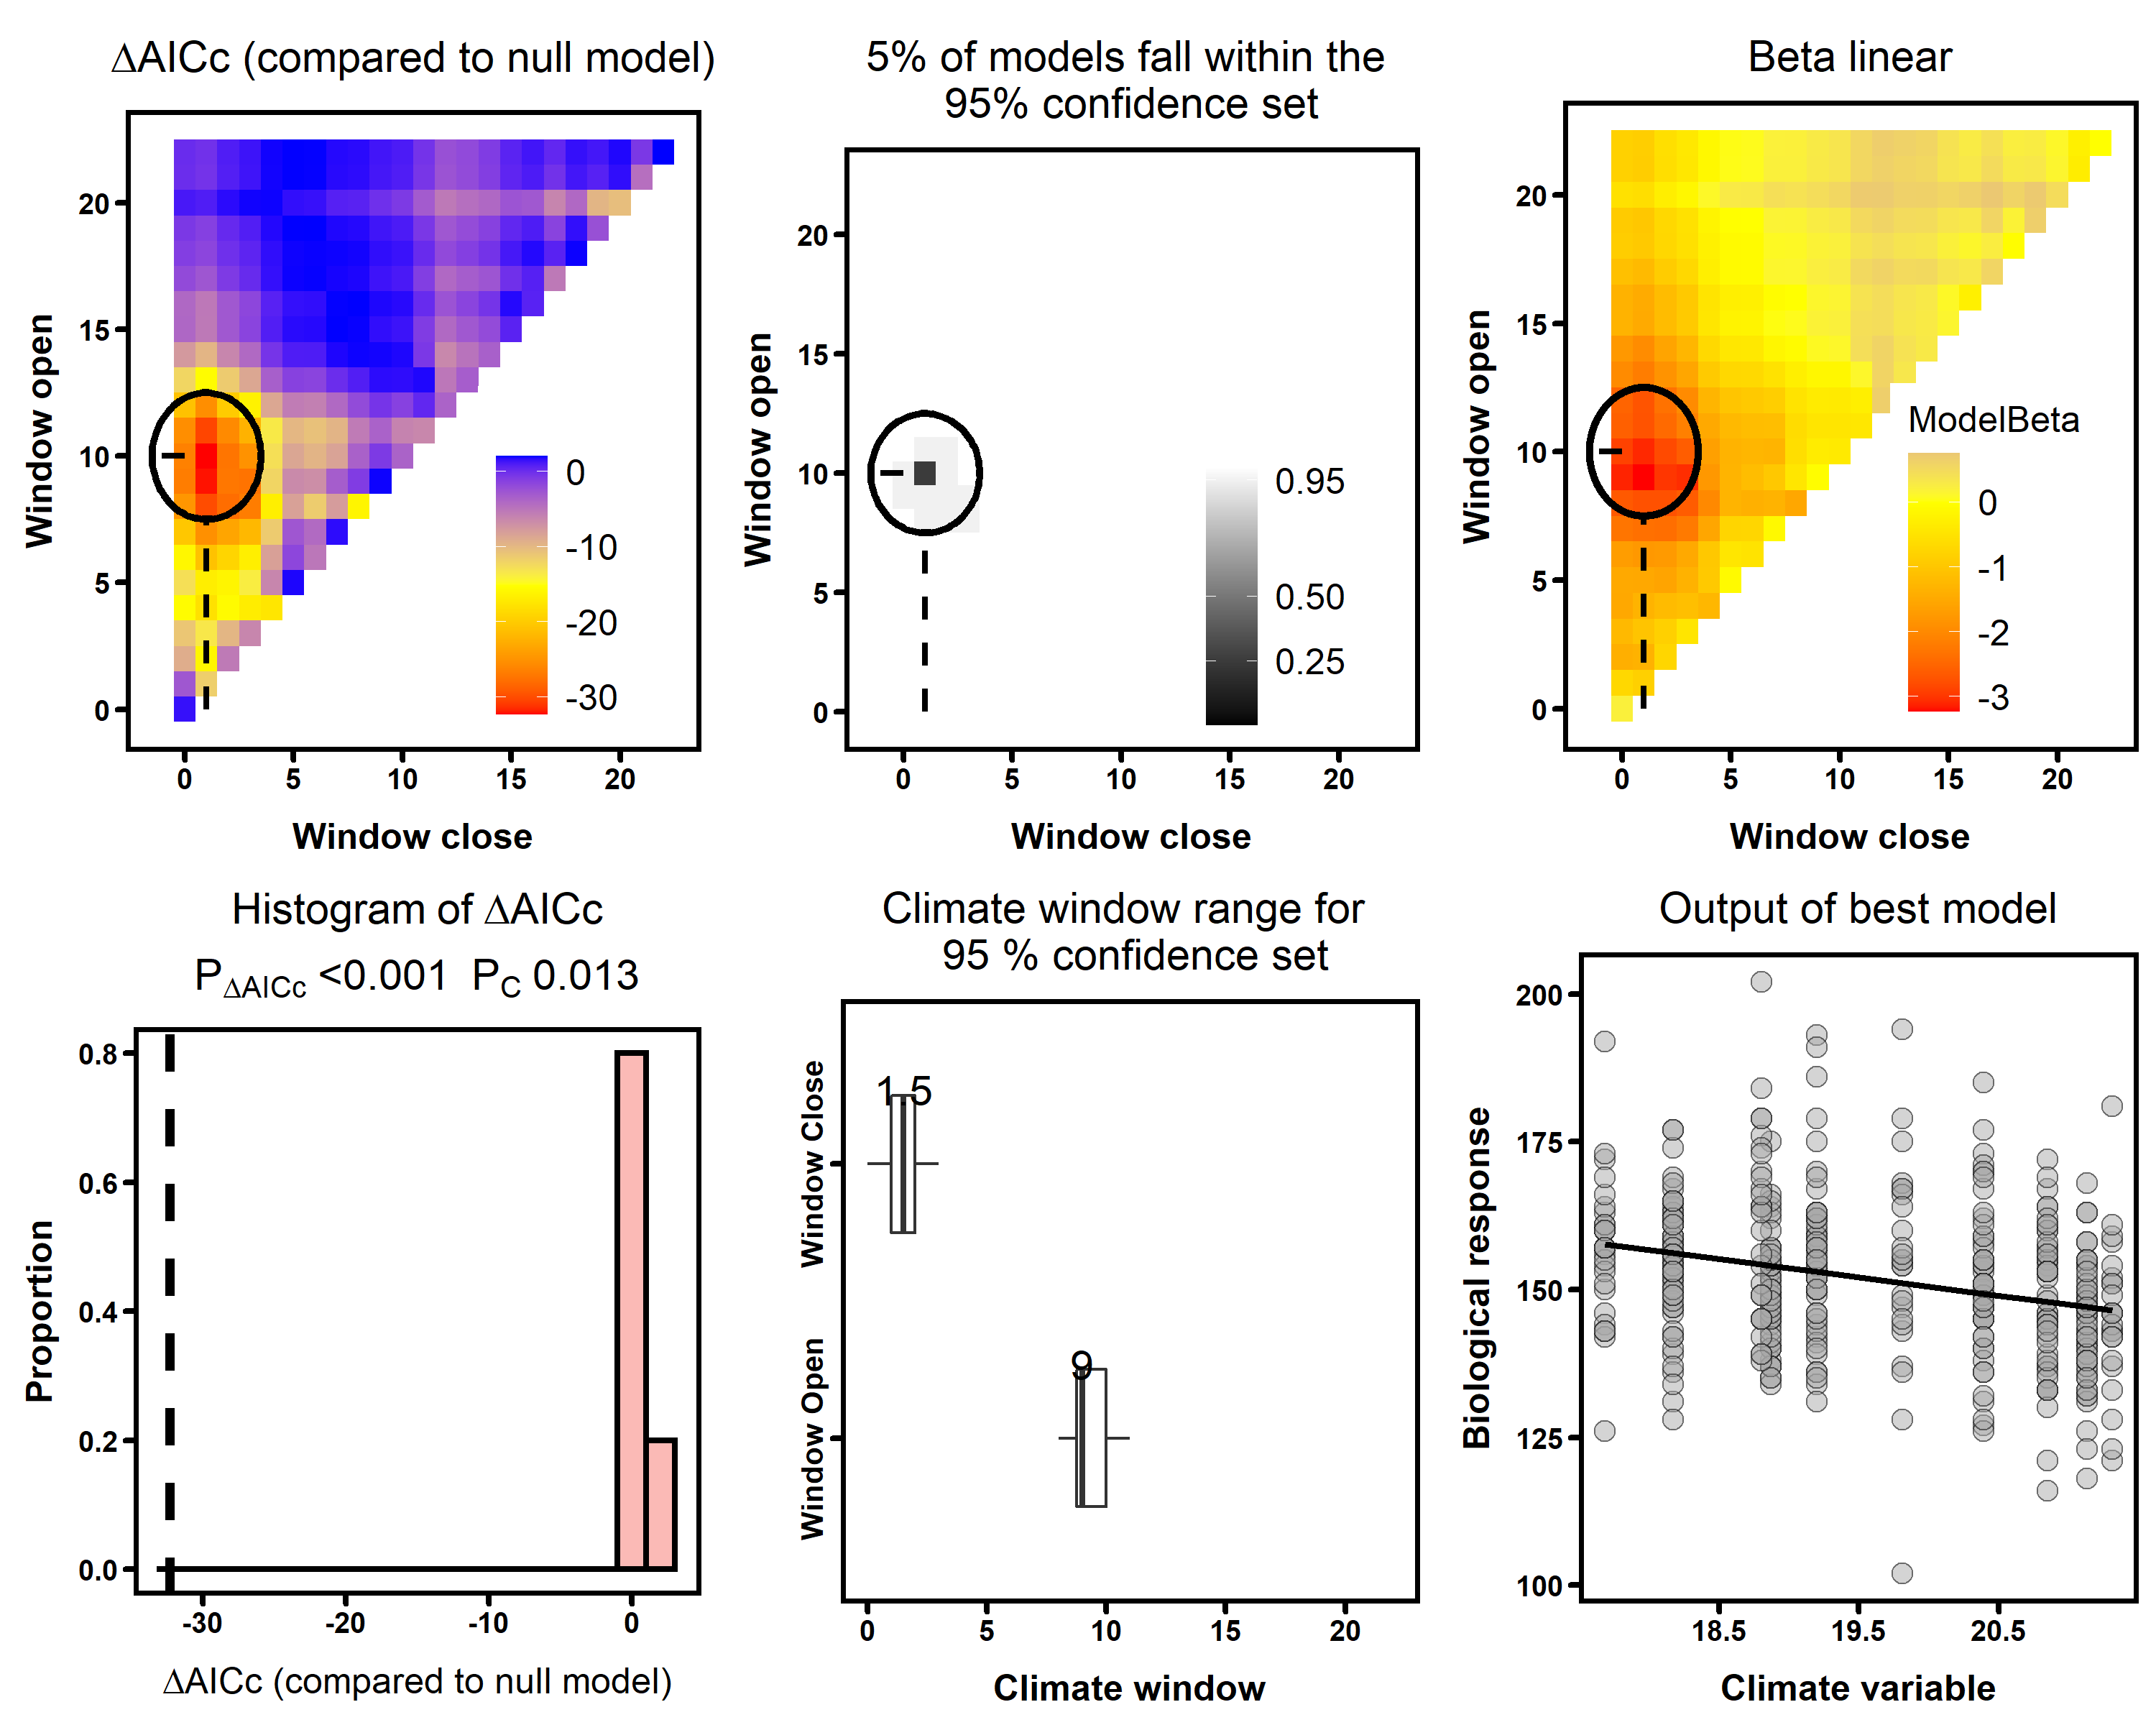 ΔAICc (compared to null model)
20
15
10
5
0
0
-10
-20
-30
0 5 10 15 20
Window open
Window close
5% of models fall within the
95% confidence set
20
15
10
5
0
0.95
0.50
0.25
0 5 10 15 20
Window open
Window close
Beta linear
20
15
10
5
0
ModelBeta
0
-1
-2
-3
0 5 10 15 20
Window open
Window close
Histogram of ΔAICc
PΔAICc <0.001 PC 0.013
0.8
0.6
0.4
0.2
0.0
-30 -20 -10 0
Proportion
ΔAICc (compared to null model)
Climate window range for
95 % confidence set
Window Close
1.5
Window Open
9
0 5 10 15 20
Climate window
Output of best model
200
175
150
125
100
18.5 19.5 20.5
Biological response
Climate variable